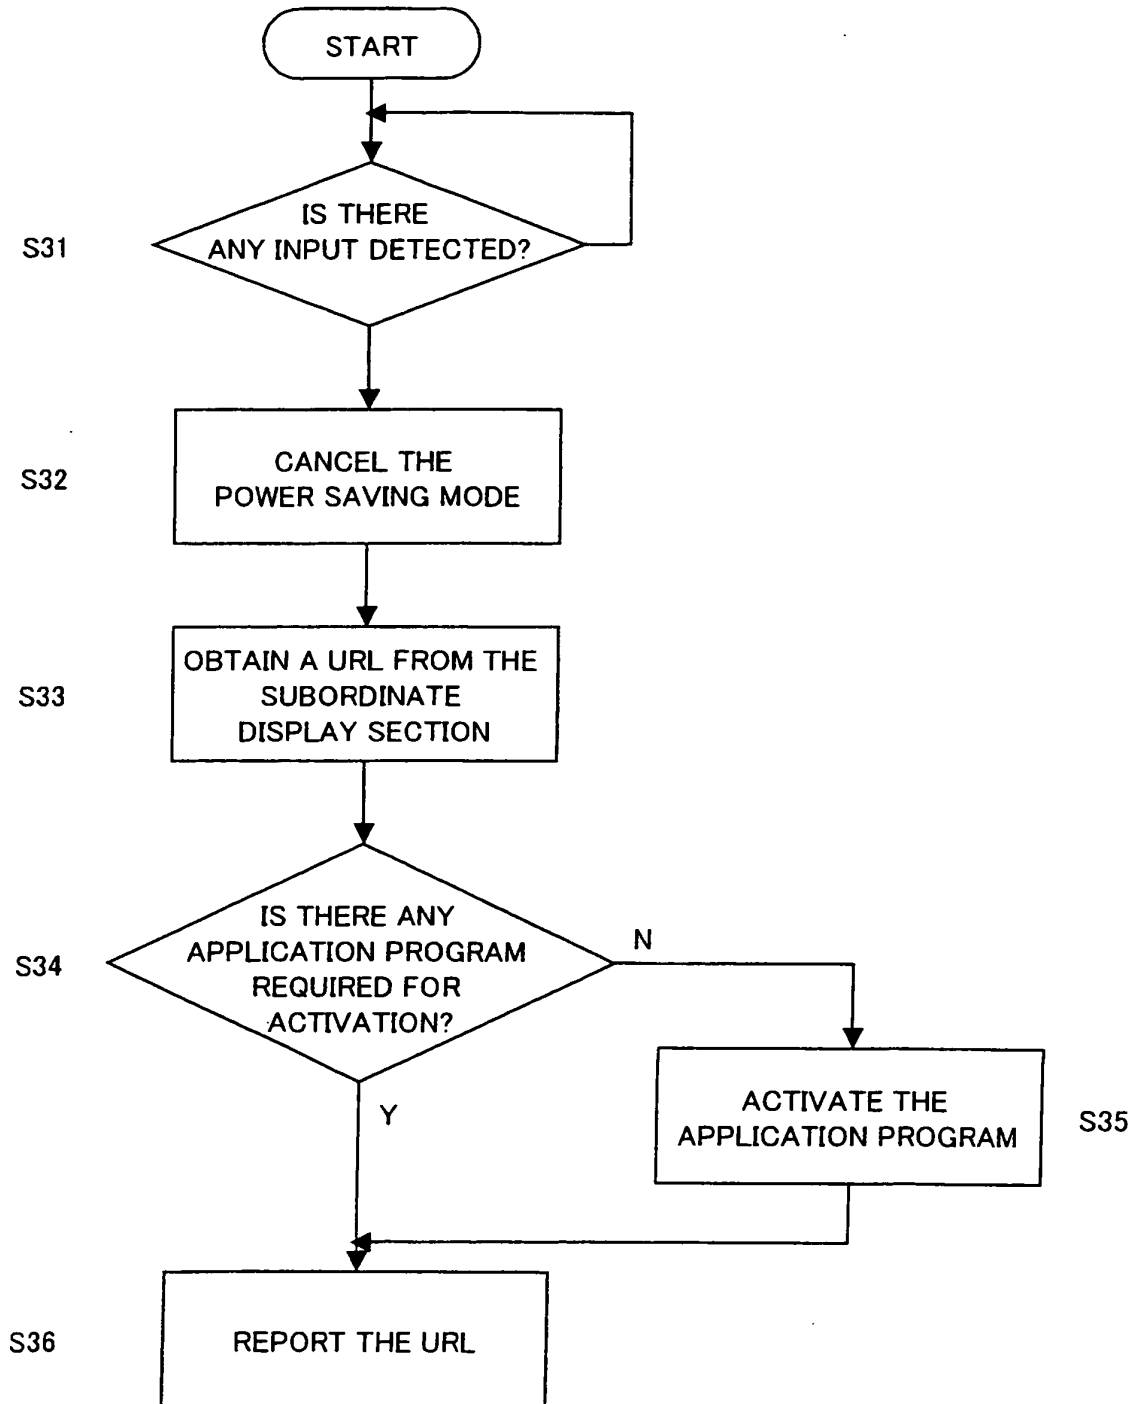 START
IS THERE
ANY INPUT DETECTED?
S31
CANCEL THE
POWER SAVING MODE
S32
OBTAIN A URL FROM THE
SUBORDINATE
DISPLAY SECTION
S33
IS THERE ANY
APPLICATION PROGRAM
REQUIRED FOR
ACTIVATION?
S34
N
Y
ACTIVATE THE
APPLICATION PROGRAM
S35
REPORT THE URL
S36